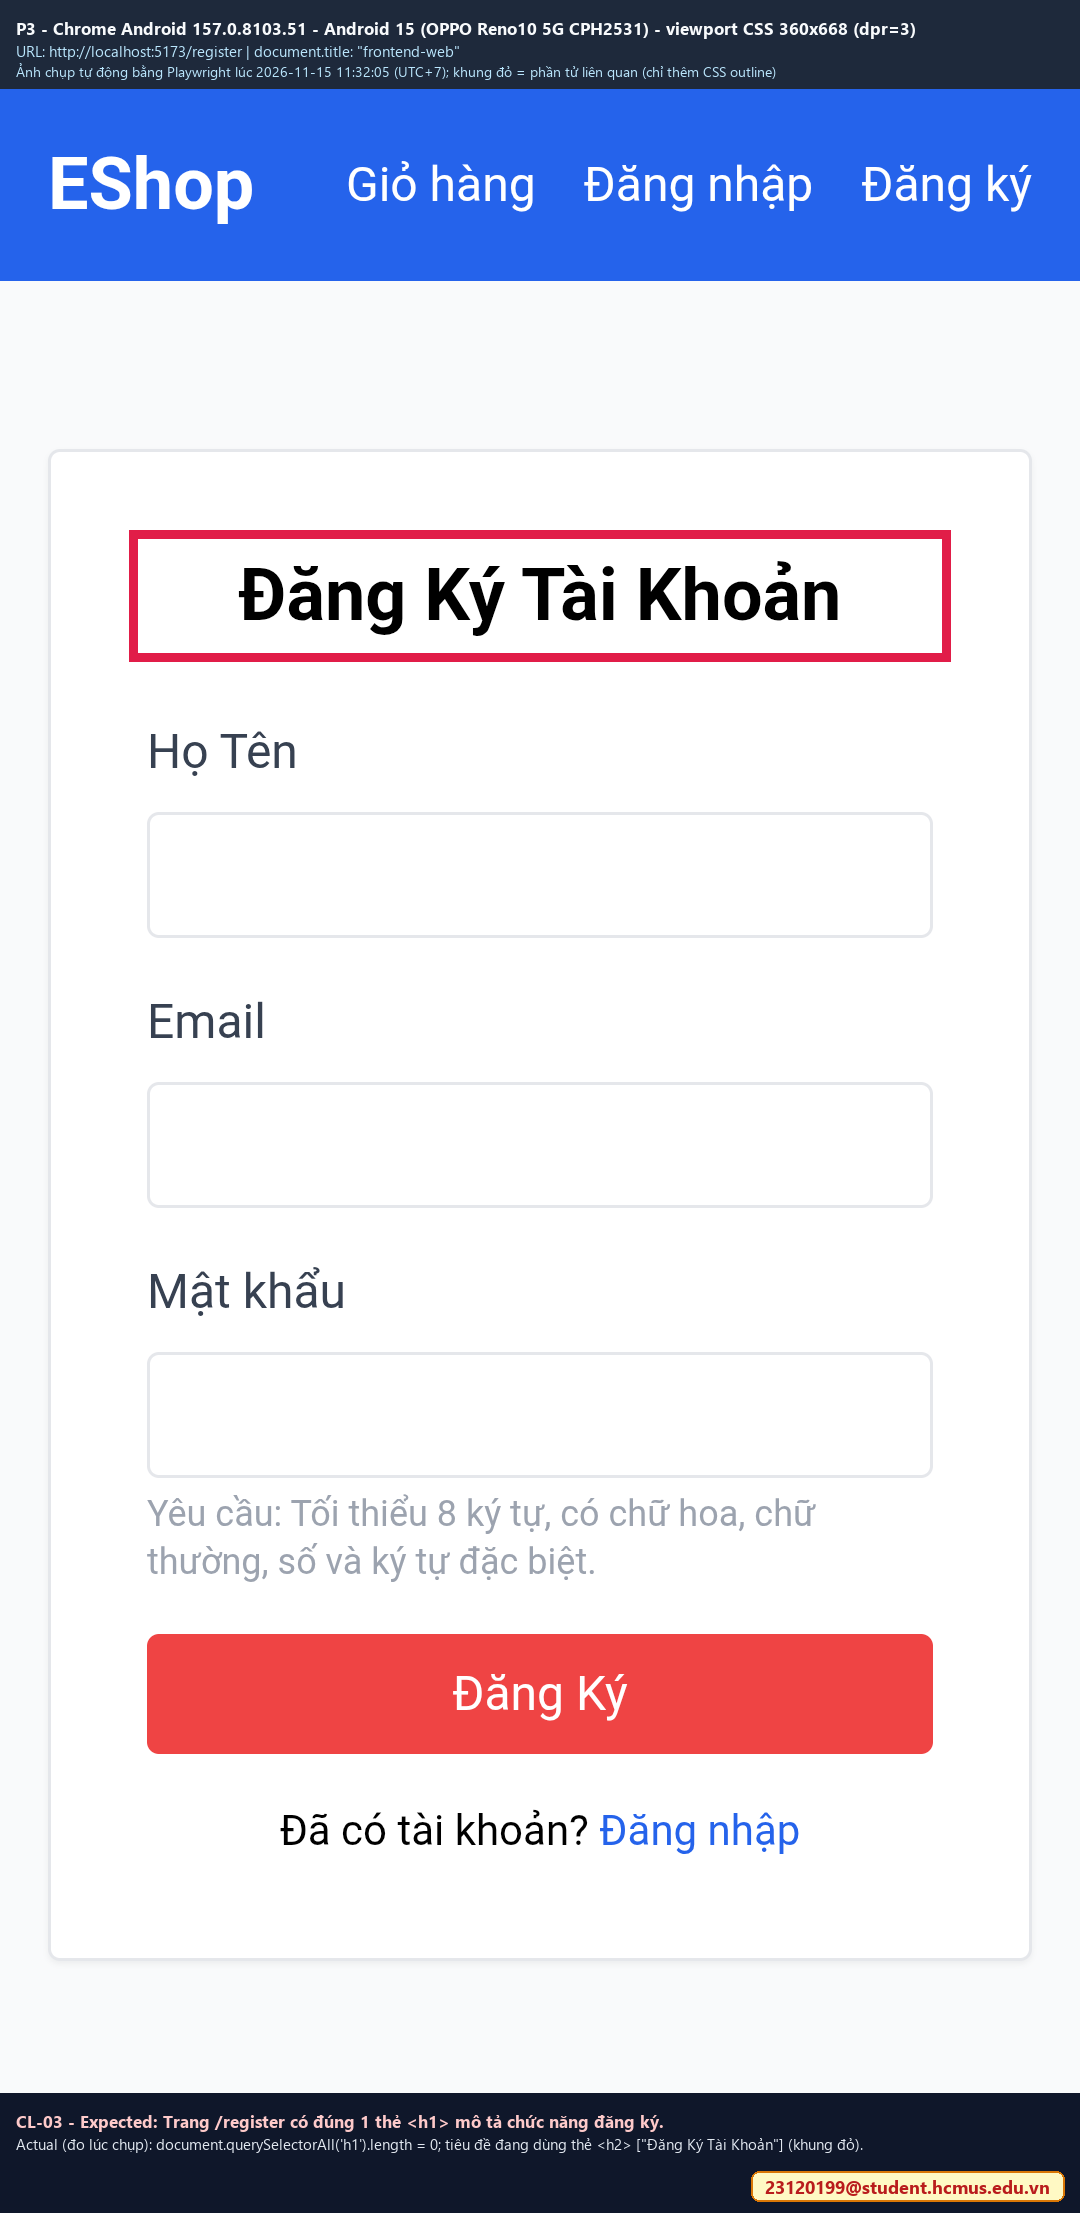 P3 - Chrome Android 157.0.8103.51 - Android 15 (OPPO Reno10 5G CPH2531) - viewport CSS 360x668 (dpr=3)
URL: http://localhost:5173/register | document.title: "frontend-web"
Ảnh chụp tự động bằng Playwright lúc 2026-11-15 11:32:05 (UTC+7); khung đỏ = phần tử liên quan (chỉ thêm CSS outline)
EShop Giỏ hàng Đăng nhập Đăng ký
Đăng Ký Tài Khoản
Họ Tên
Email
Mật khẩu
Yêu cầu: Tối thiểu 8 ký tự, có chữ hoa, chữ
thường, số và ký tự đặc biệt.
Đăng Ký
Đã có tài khoản? Đăng nhập
CL-03 - Expected: Trang /register có đúng 1 thẻ <h1> mô tả chức năng đăng ký.
Actual (đo lúc chụp): document.querySelectorAll('h1').length = 0; tiêu đề đang dùng thẻ <h2> ["Đăng Ký Tài Khoản"] (khung đỏ).
23120199@student.hcmus.edu.vn